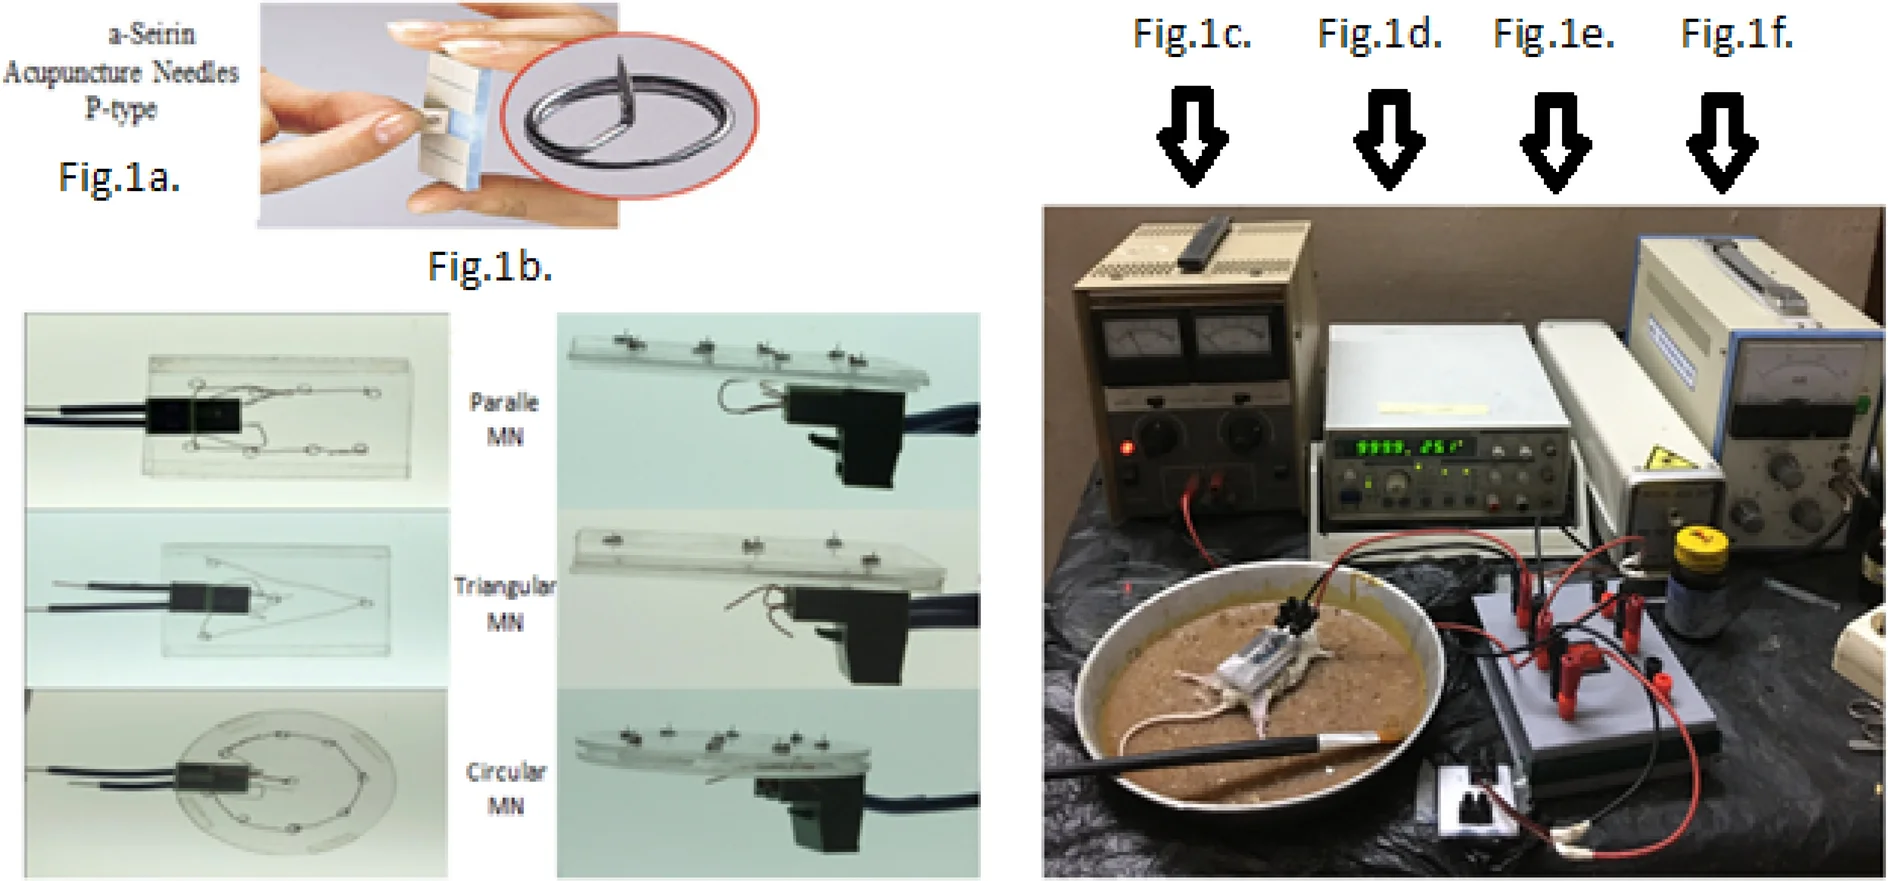 a-Seirin
Acupuncture Needles
P-type
Fig.1a.
Fig.1b.
Paralle
MN
Triangular
MN
Circular
MN
Fig.1c.
Fig.1d.
Fig.1e.
Fig.1f.